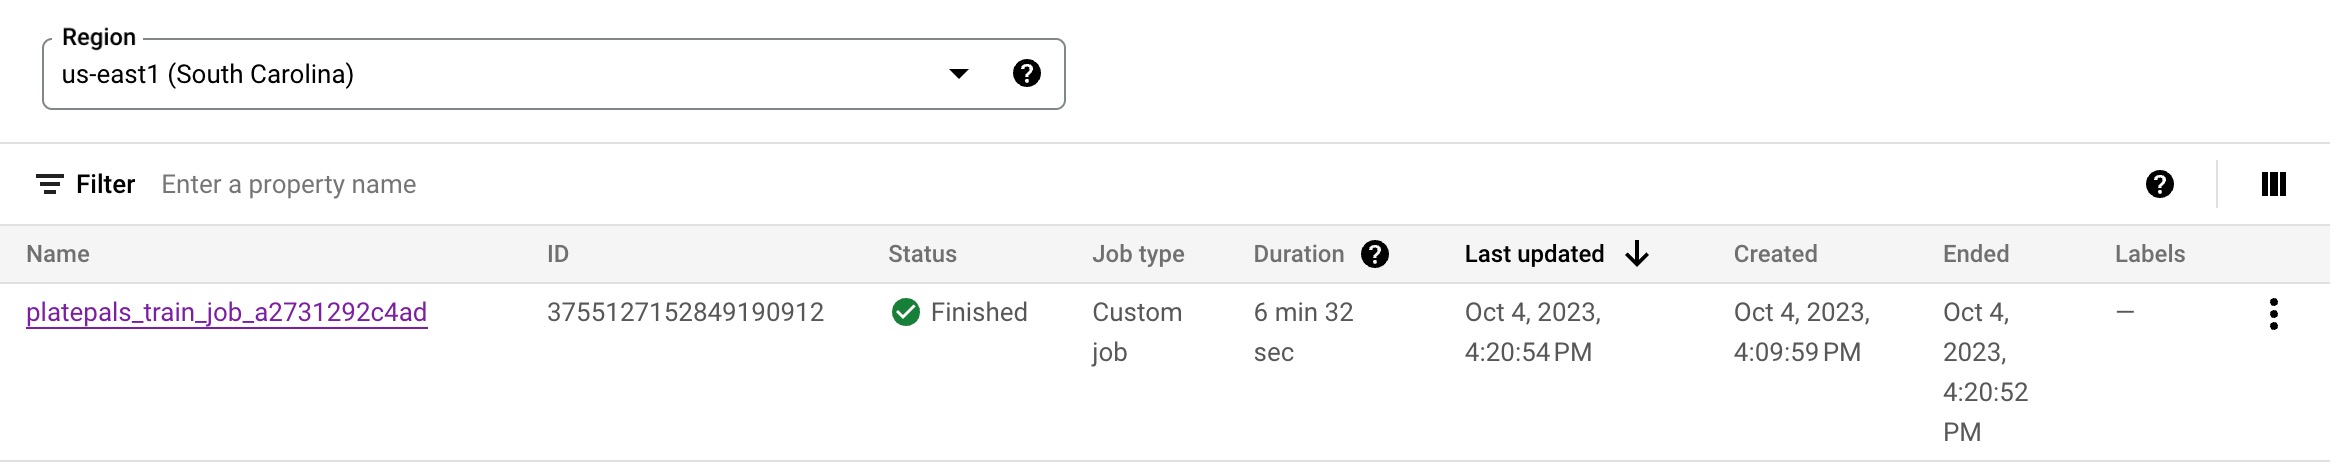 Region
us-east1 (South Carolina)
Filter Enter a property name
Name ID Status Job type Duration Last updated Created Ended Labels
platepals_train_job_a2731292c4ad 3755127152849190912 Finished Custom 6 min 32 Oct 4, 2023, Oct 4, 2023, Oct 4, —
job sec 4:20:54 PM 4:09:59 PM 2023,
4:20:52
PM